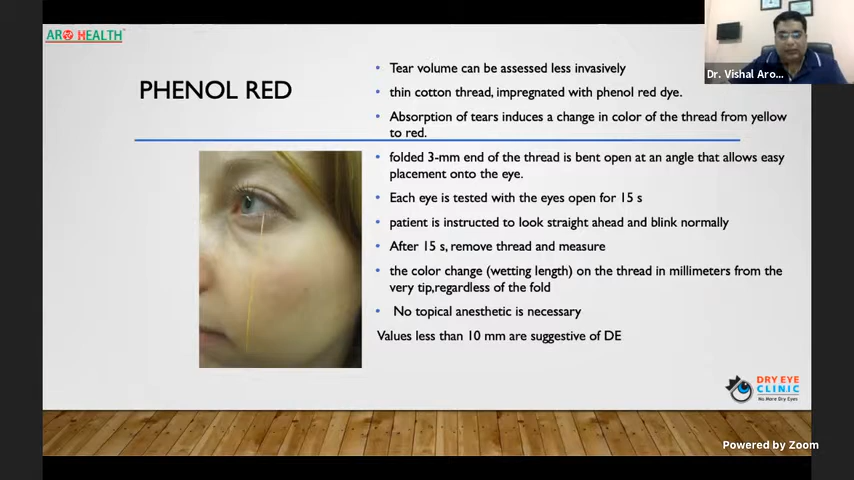 ARO HEALTH
PHENOL RED
Tear volume can be assessed less invasively
thin cotton thread, impregnated with phenol red dye.
Absorption of tears induces a change in color of the thread from yellow
to red.
folded 3-mm end of the thread is bent open at an angle that allows easy
placement onto the eye.
Each eye is tested with the eyes open for 15 s
patient is instructed to look straight ahead and blink normally
After 15 s, remove thread and measure
the color change (wetting length) on the thread in millimeters from the
very tip,regardless of the fold
No topical anesthetic is necessary
Values less than 10 mm are suggestive of DE
Dr. Vishal Aro...
DRY EYE
CLINIC
No More Dry Eyes
Powered by Zoom